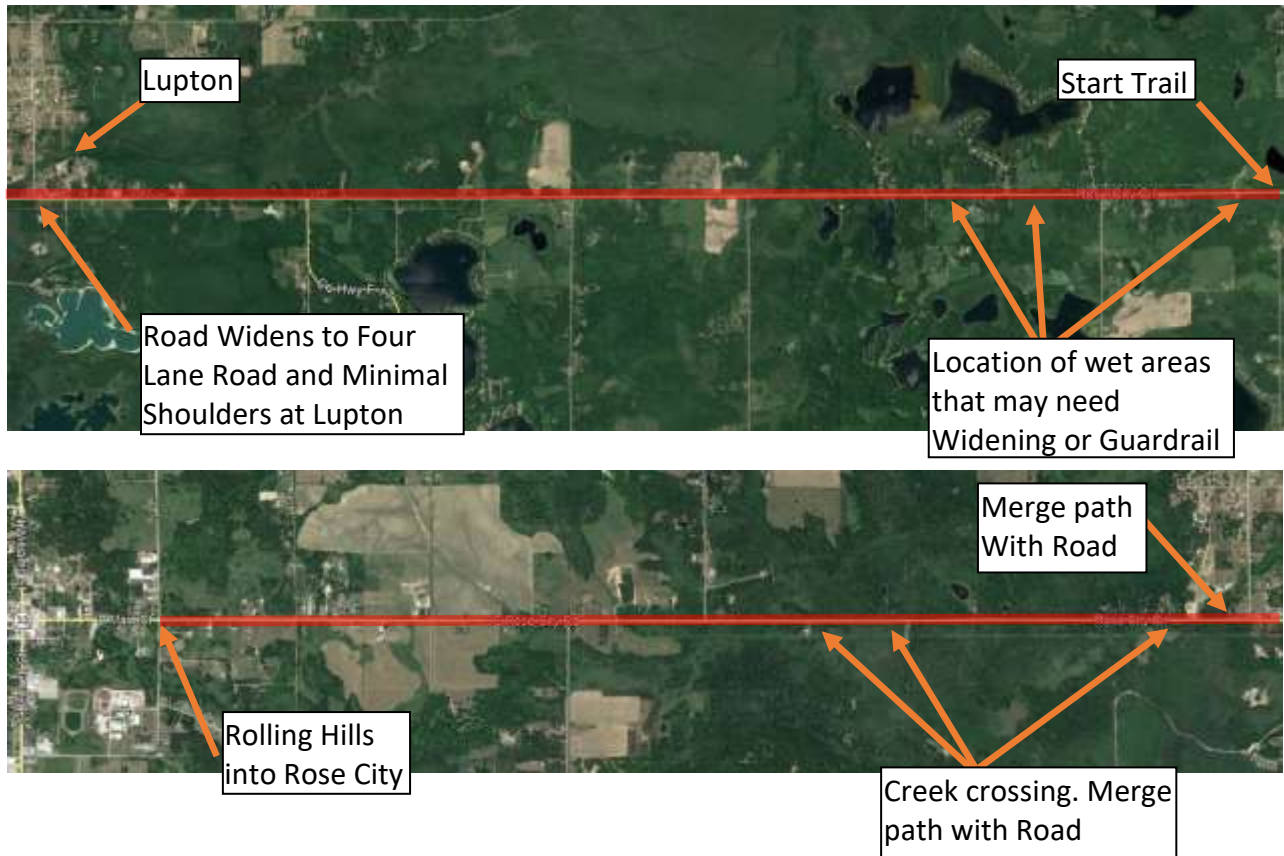 Lupton
Start Trail
Road Widens to Four
Lane Road and Minimal
Shoulders at Lupton
Location of wet areas
that may need
Widening or Guardrail
Merge path
With Road
Rolling Hills
into Rose City
Creek crossing. Merge
path with Road